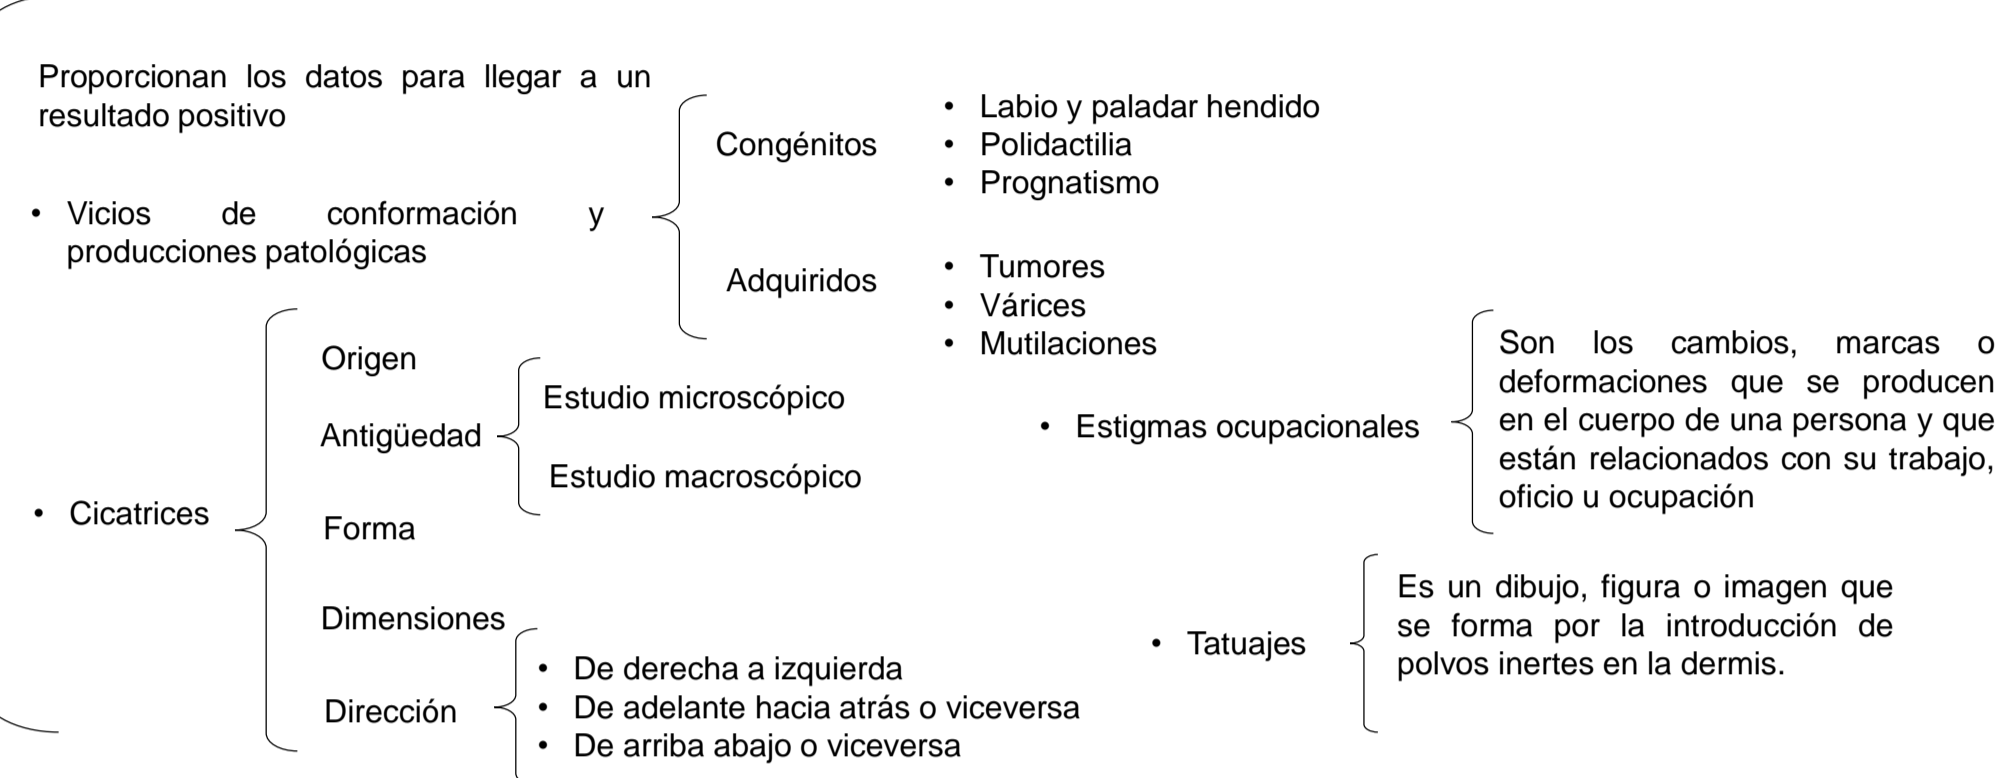 Proporcionan los datos para llegar a un
resultado positivo
• Vicios de conformación y
producciones patológicas
Congénitos
• Labio y paladar hendido
• Polidactilia
• Prognatismo
Adquiridos
• Tumores
• Várices
• Mutilaciones
• Cicatrices
Origen
Antigüedad
Estudio microscópico
Estudio macroscópico
Forma
Dimensiones
Dirección
• De derecha a izquierda
• De adelante hacia atrás o viceversa
• De arriba abajo o viceversa
• Estigmas ocupacionales
Son los cambios, marcas o
deformaciones que se producen
en el cuerpo de una persona y que
están relacionados con su trabajo,
oficio u ocupación
• Tatuajes
Es un dibujo, figura o imagen que
se forma por la introducción de
polvos inertes en la dermis.